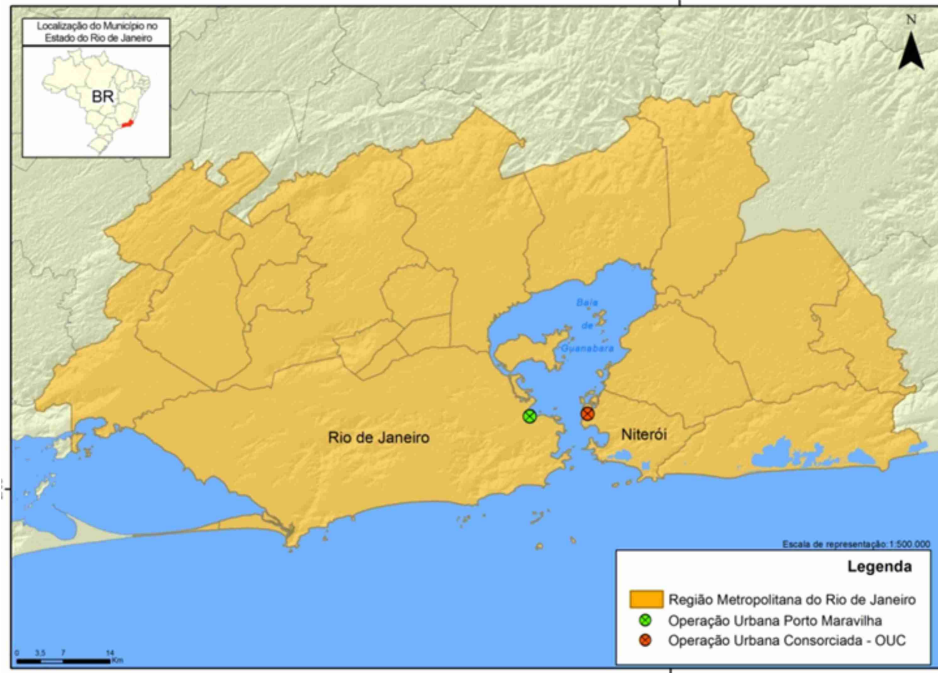 Localização do Município no
Estado do Rio de Janeiro
BR
N
Baía
de
Guanabara
Rio de Janeiro
Niterói
Escala de representação:1:500.000
Legenda
Região Metropolitana do Rio de Janeiro
Operação Urbana Porto Maravilha
Operação Urbana Consorciada - OUC
0 3,5 7 14
Km